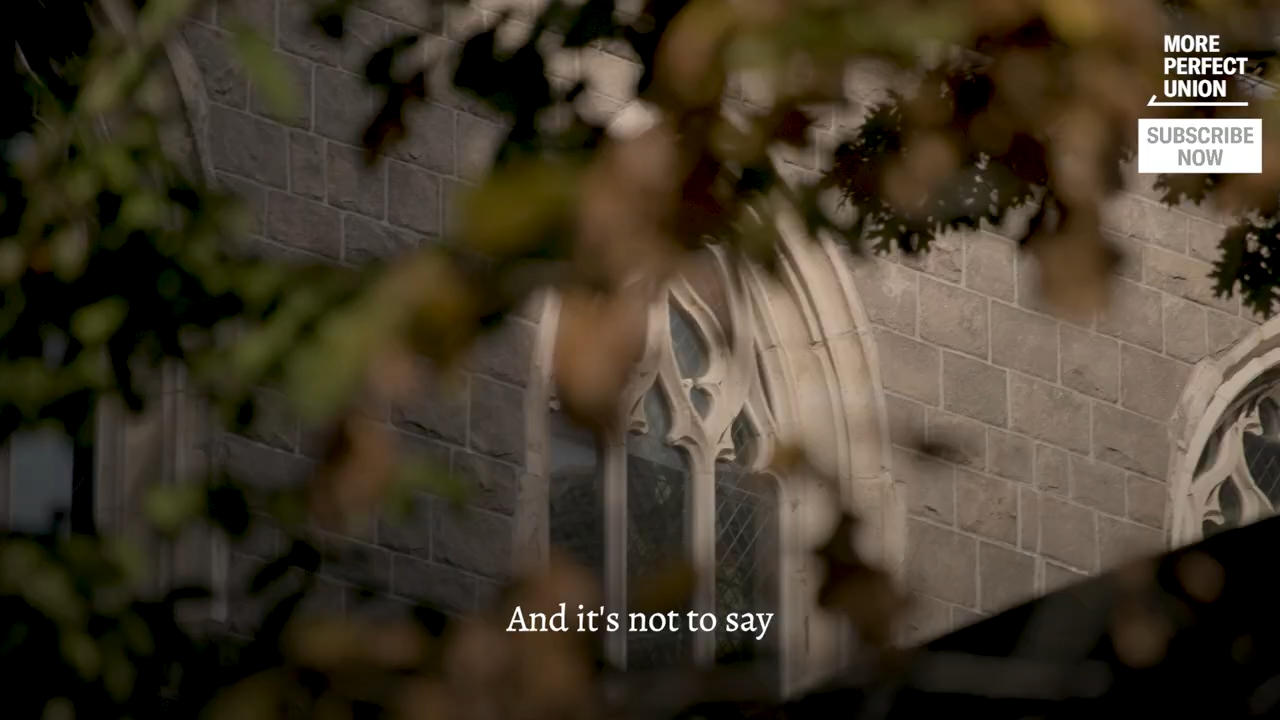 MORE
PERFECT
UNION
SUBSCRIBE
NOW
And it's not to say